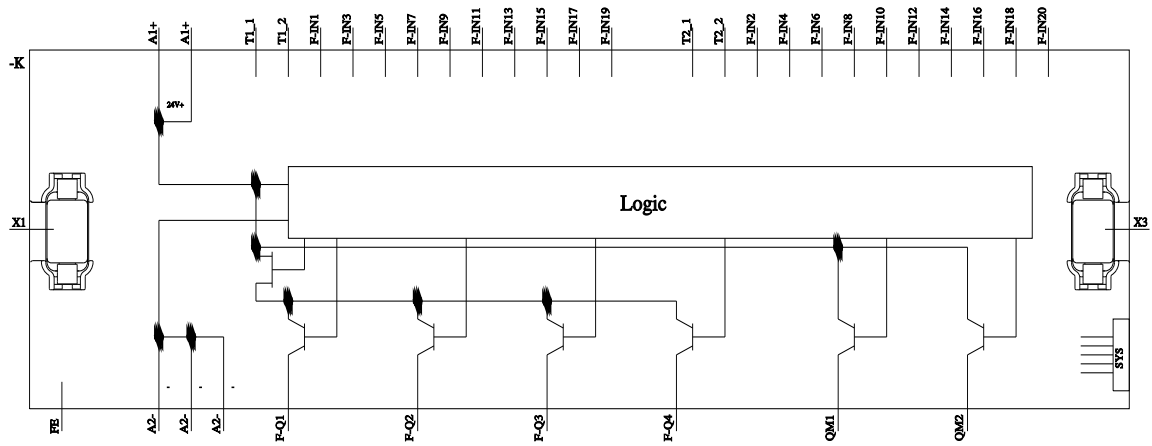 A1+
A1+
T1_1
T1_2
F-IN1
F-IN3
F-IN5
F-IN7
F-IN9
F-IN11
F-IN13
F-IN15
F-IN17
F-IN19
T2_1
T2_2
F-IN2
F-IN4
F-IN6
F-IN8
F-IN10
F-IN12
F-IN14
F-IN16
F-IN18
F-IN20
-K
24V+
Logic
X1
X3
SYS
-
-
-
FE
A2-
A2-
A2-
F-Q1
F-Q2
F-Q3
F-Q4
QM1
QM2